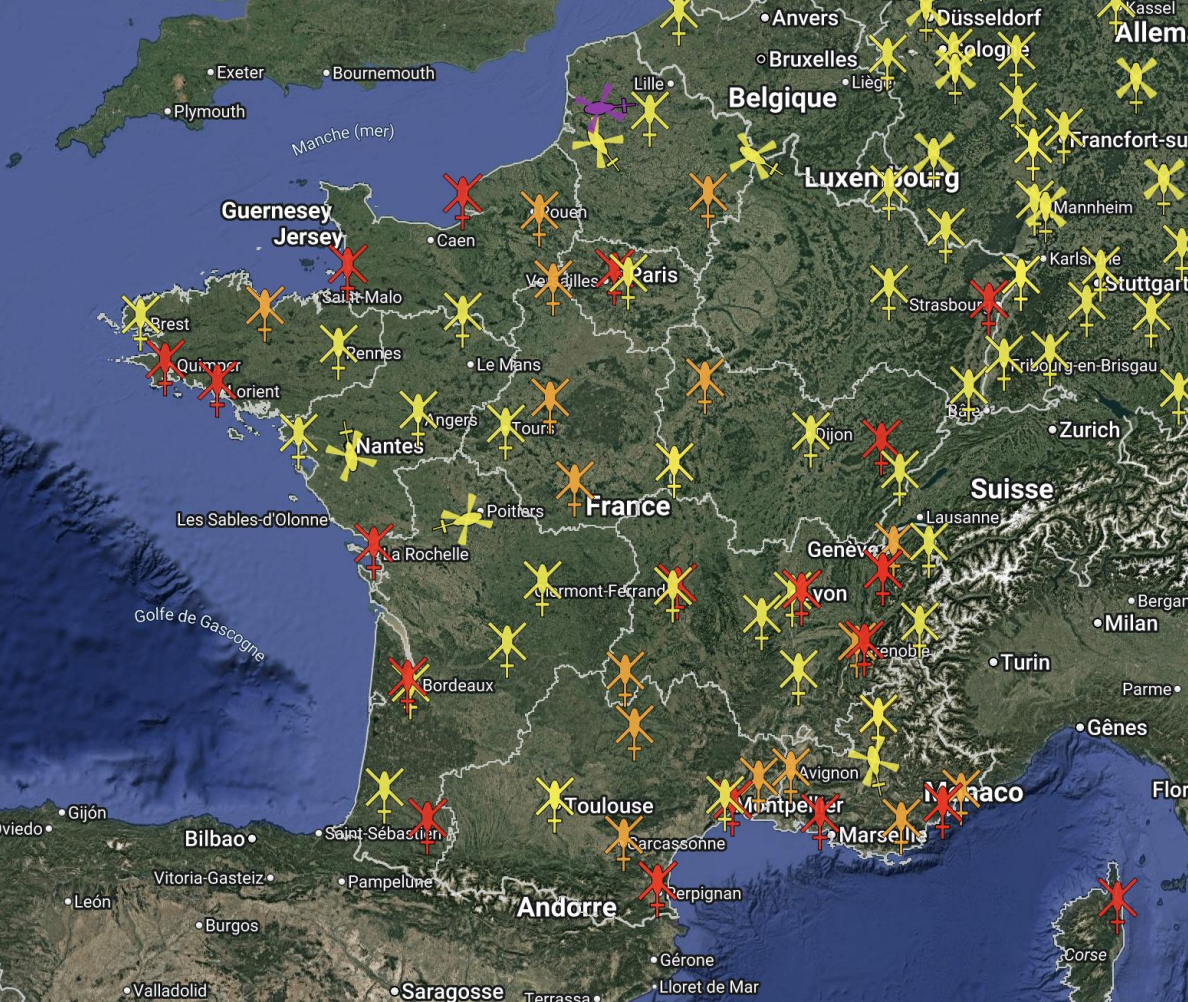 Kassel
Anvers
Düsseldorf
Allem
Bruxelles
Cologne
Exeter
Bournemouth
Lille
Liège
Belgique
Plymouth
Manche (mer)
Francfort-su
Luxembourg
Guernesey
Rouen
Mannheim
Jersey
Caen
Karlsruhe
Versailles
Paris
Stuttgart
Saint-Malo
Strasbourg
Brest
Rennes
Le Mans
Quimper
Fribourg-en-Brisgau
Lorient
Bâle
Angers
Tours
Dijon
Zurich
Nantes
Suisse
France
Les Sables-d'Olonne
Poitiers
Lausanne
La Rochelle
Genève
Clermont-Ferrand
Lyon
Bergam
Golfe de Gascogne
Milan
Grenoble
Turin
Bordeaux
Parme
Gênes
Avignon
Monaco
Flor
Toulouse
Montpellier
Gijón
Oviedo
Bilbao
Saint-Sébastien
Marseille
Carcassonne
Vitoria-Gasteiz
Pampelune
Perpignan
León
Andorre
Burgos
Corse
Gérone
Valladolid
Saragosse
Terrassa
Lloret de Mar